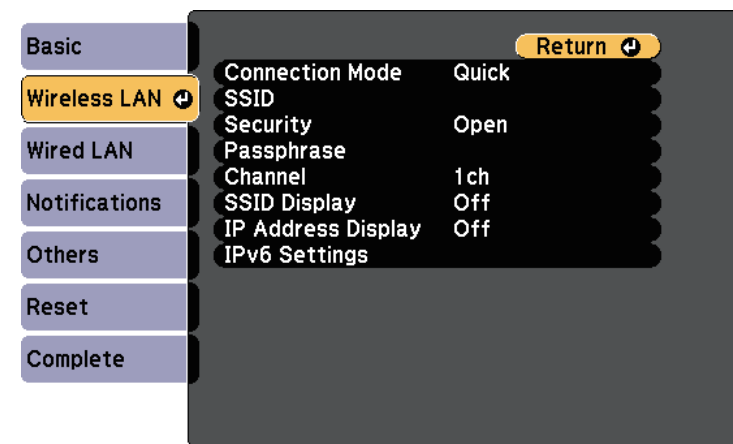 Basic
Wireless LAN
Wired LAN
Notifications
Others
Reset
Complete
Return
Connection Mode Quick
SSID
Security Open
Passphrase
Channel 1ch
SSID Display Off
IP Address Display Off
IPv6 Settings